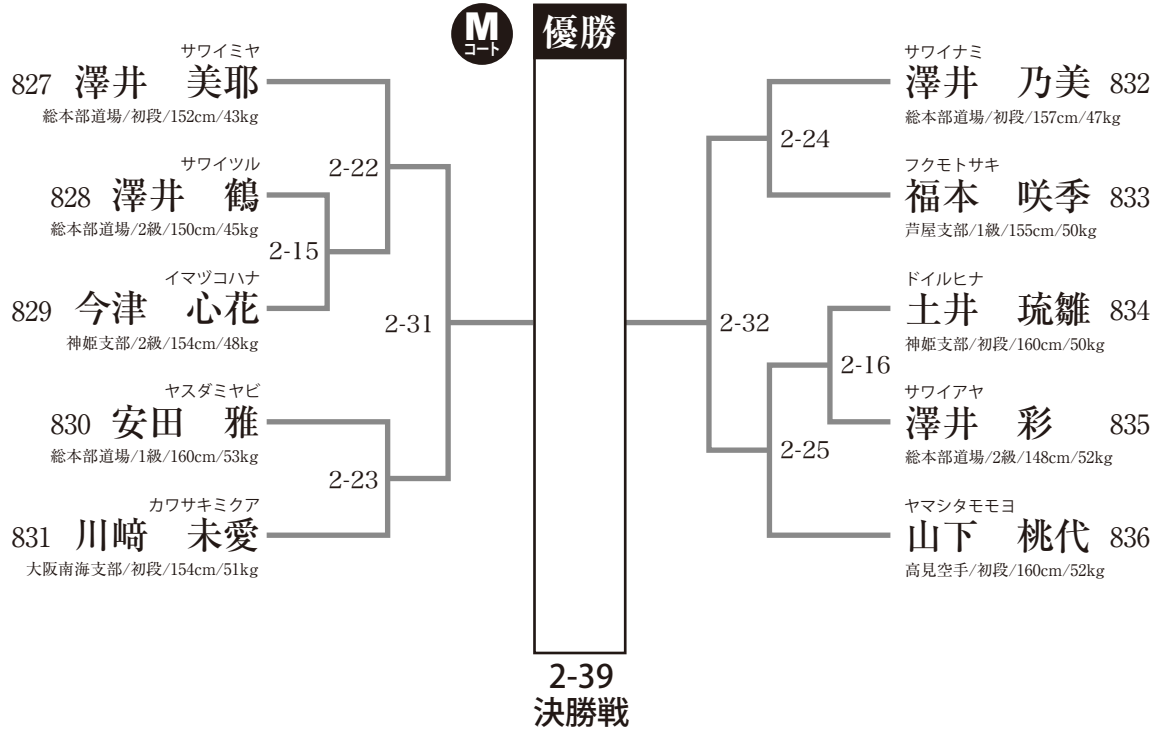 M
コート
優勝
サワイミヤ
827 澤井 美耶
総本部道場/初段/152cm/43kg
2-22
サワイツル
828 澤井 鶴
総本部道場/2級/150cm/45kg
2-15
イマヅコハナ
829 今津 心花
神姫支部/2級/154cm/48kg
2-31
ヤスダミヤビ
830 安田 雅
総本部道場/1級/160cm/53kg
2-23
カワサキミクア
831 川﨑 未愛
大阪南海支部/初段/154cm/51kg
サワイナミ
澤井 乃美 832
総本部道場/初段/157cm/47kg
2-24
フクモトサキ
福本 咲季 833
芦屋支部/1級/155cm/50kg
2-32
ドイルヒナ
土井 琉雛 834
神姫支部/初段/160cm/50kg
2-16
サワイアヤ
澤井 彩 835
総本部道場/2級/148cm/52kg
2-25
ヤマシタモモヨ
山下 桃代 836
高見空手/初段/160cm/52kg
2-39
決勝戦